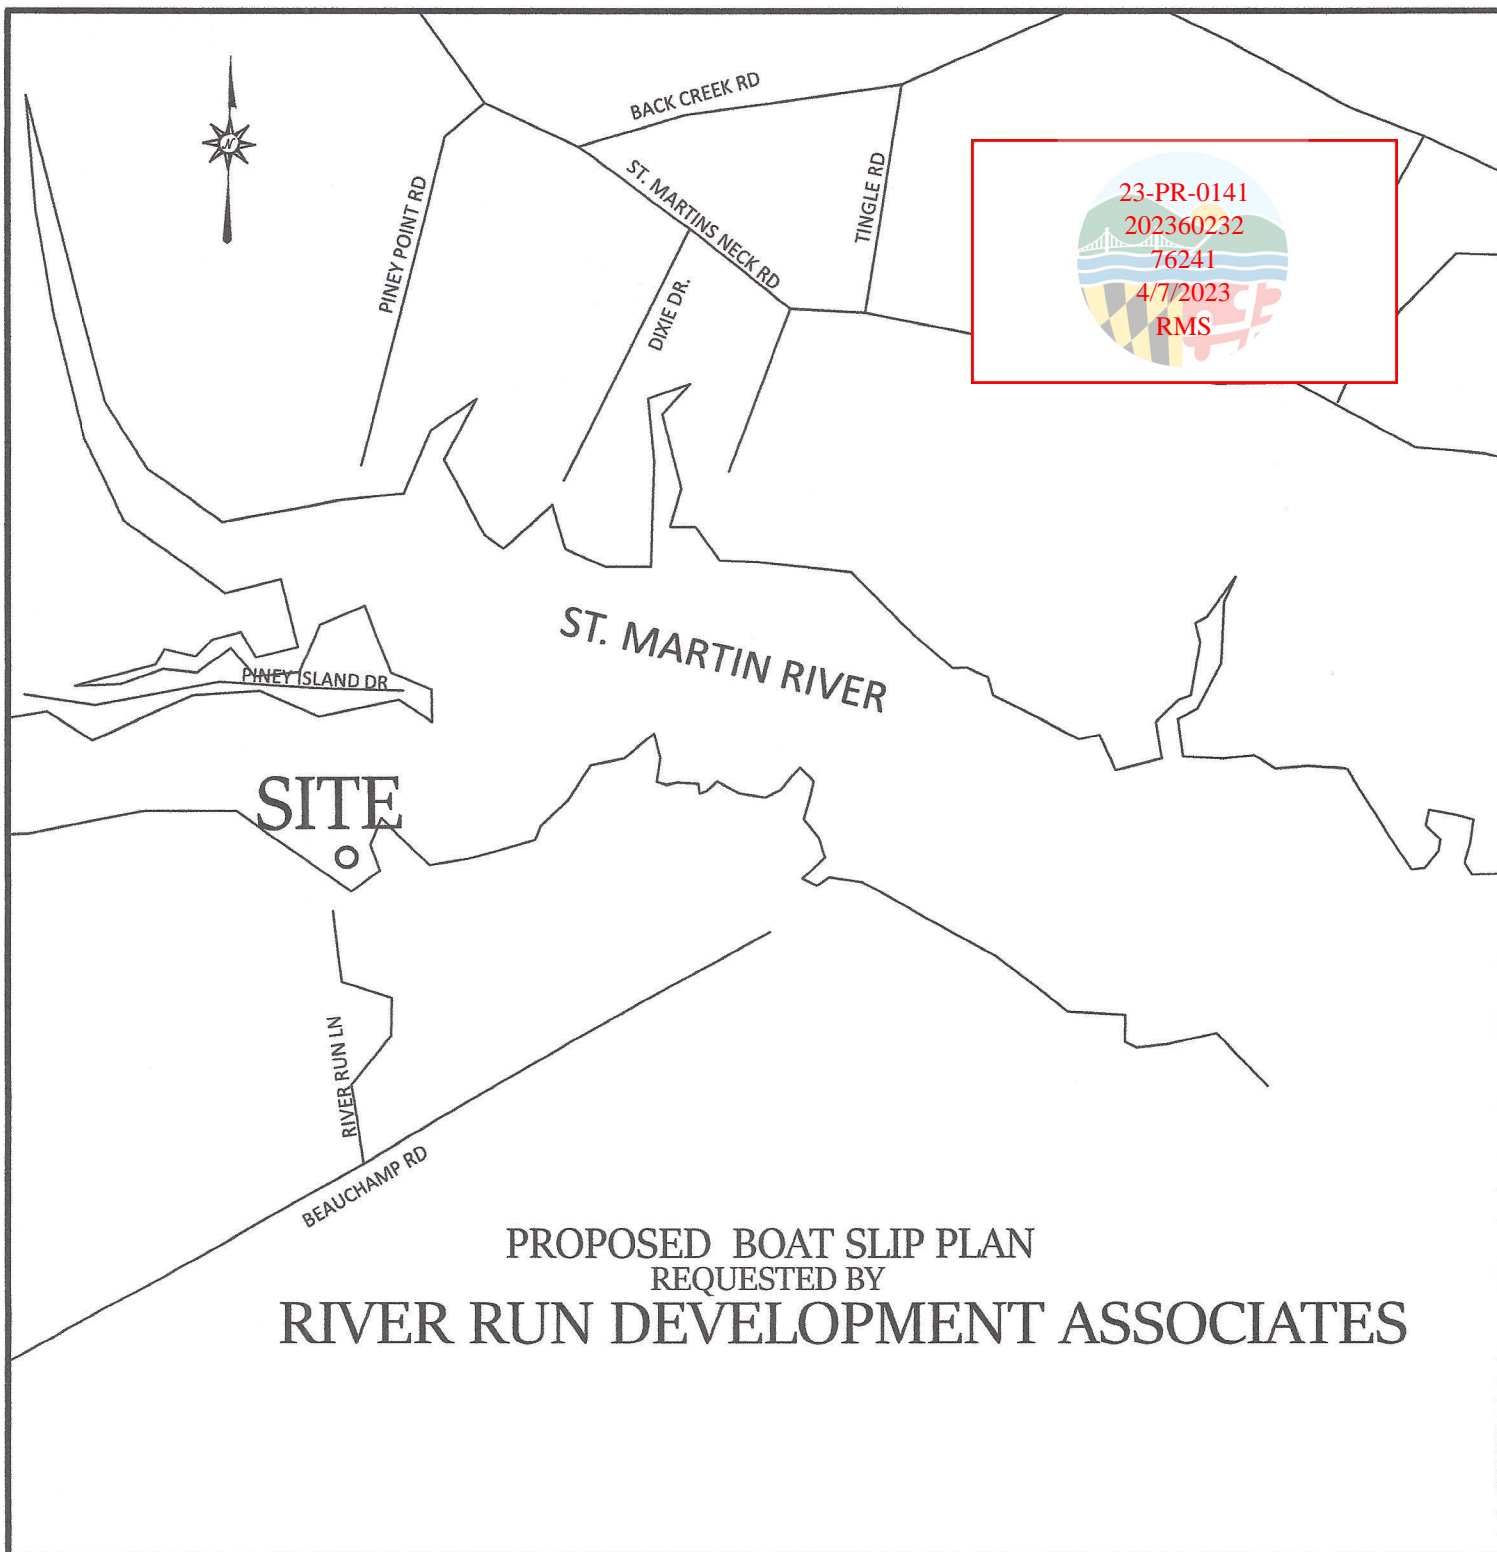 BACK CREEK RD
ST. MARTINS NECK RD
TINGLE RD
PINEY POINT RD
DIXIE DR.
N
23-PR-0141
202360232
76241
4/7/2023
RMS
ST. MARTIN RIVER
PINEY ISLAND DR
SITE
RIVER RUN LN
BEAUCHAMP RD
PROPOSED BOAT SLIP PLAN
REQUESTED BY
RIVER RUN DEVELOPMENT ASSOCIATES